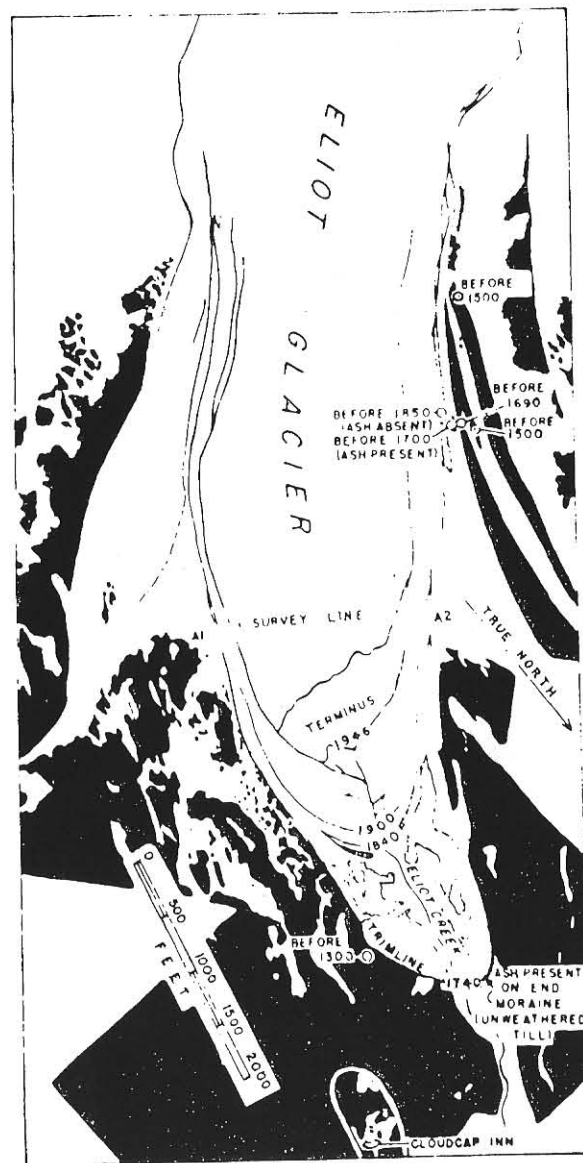 ELIOT
GLACIER
BEFORE
1500
BEFORE
1690
BEFORE 1850
(ASH ABSENT)
BEFORE 1700
(ASH PRESENT)
BEFORE
1500
A1
SURVEY LINE
A2
TRUE NORTH
TERMINUS
1946
1900
1840
ELIOT CREEK
TRIMLINE
BEFORE
1300
1740
ASH PRESENT
ON END
MORAINE
(UNWEATHERED
TILL)
0
500
1000
1500
2000
FEET
CLOUDCAP INN